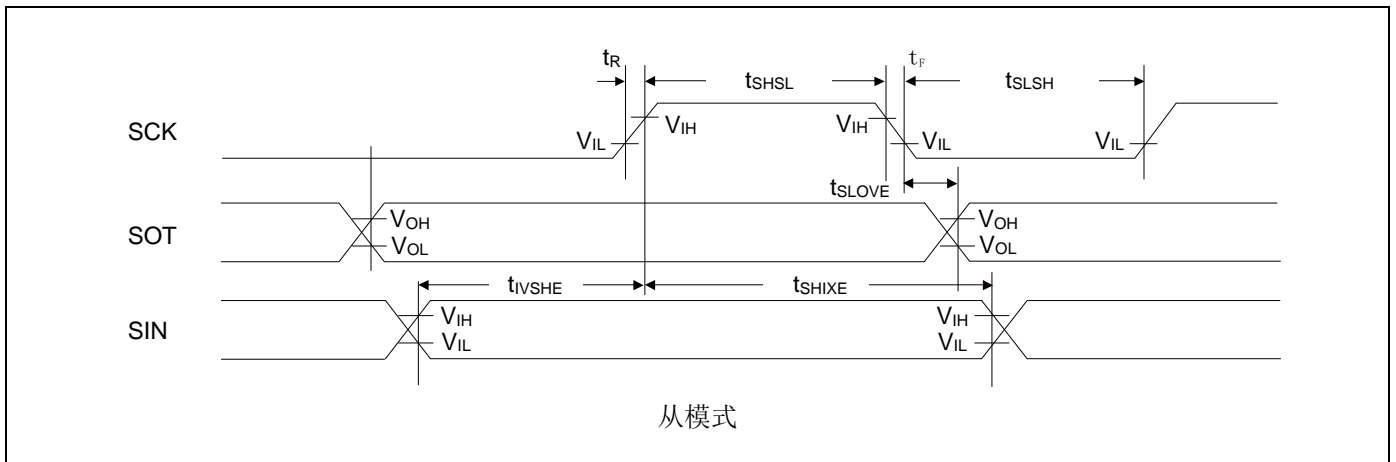 tR
tF
tSHSL
tSLSH
SCK
VIH
VIH
VIL
VIL
VIL
tSLOVE
SOT
VOH
VOH
VOL
VOL
tIVSHE
tSHIXE
SIN
VIH
VIH
VIL
VIL
从模式